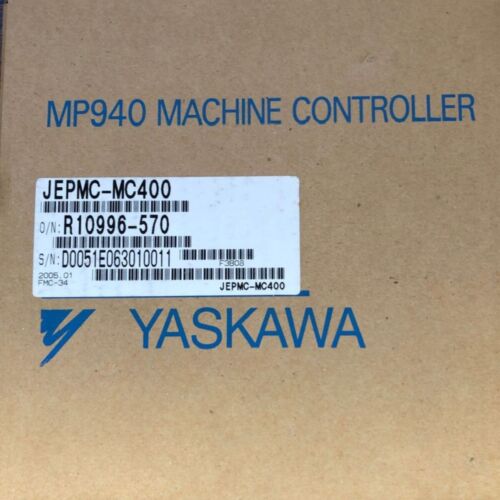 MP940 MACHINE CONTROLLER
JEPMC-MC400
O/N: R10996-570
S/N: D0051E063010011
F3808
2005.01
FMC-34
JEPMC-MC400
YASKAWA